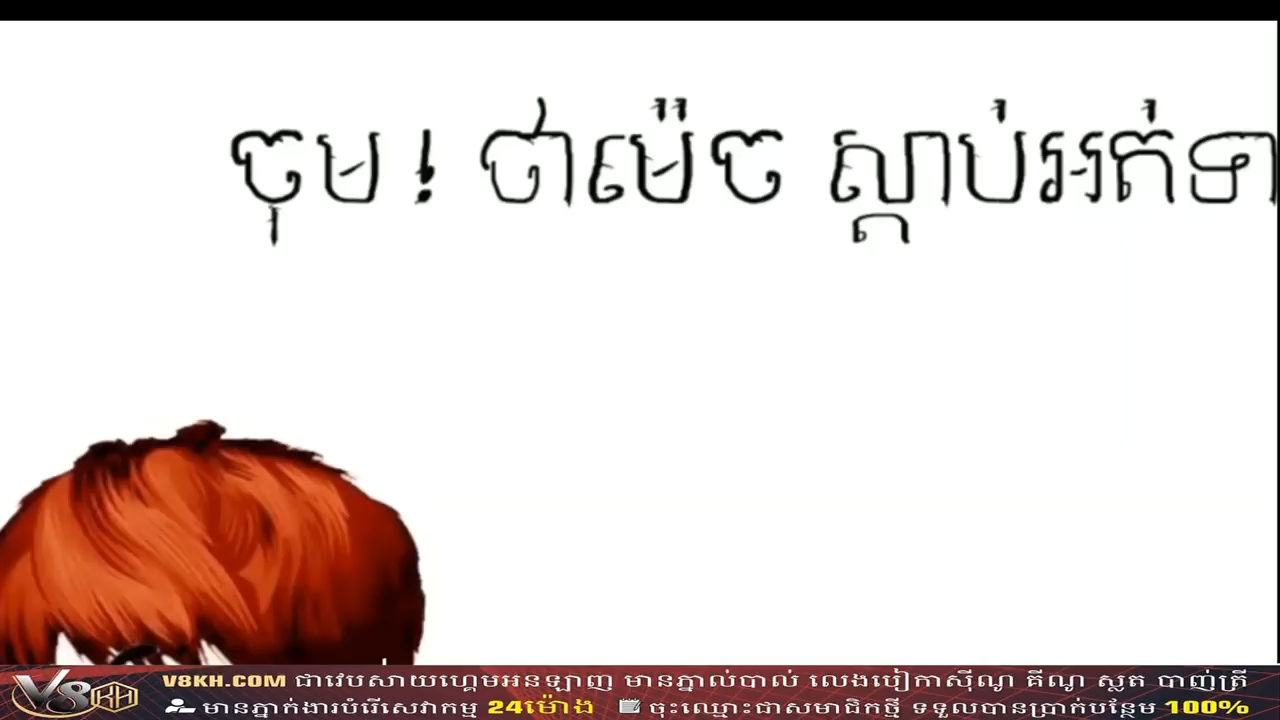 ចុម ! ថាម៉េច ស្ដាប់អត់ទា
V8KH
V8KH.COM ជាវេបសាយហ្គេមអនឡាញ មានភ្នាល់បាល់ លេងបៀកាស៊ីណូ គីណូ ស្លត បាញ់ត្រី
មានភ្នាក់ងារបំរើសេវាកម្ម 24ម៉ោង ចុះឈ្មោះជាសមាជិកថ្មី ទទួលបានប្រាក់បន្ថែម 100%